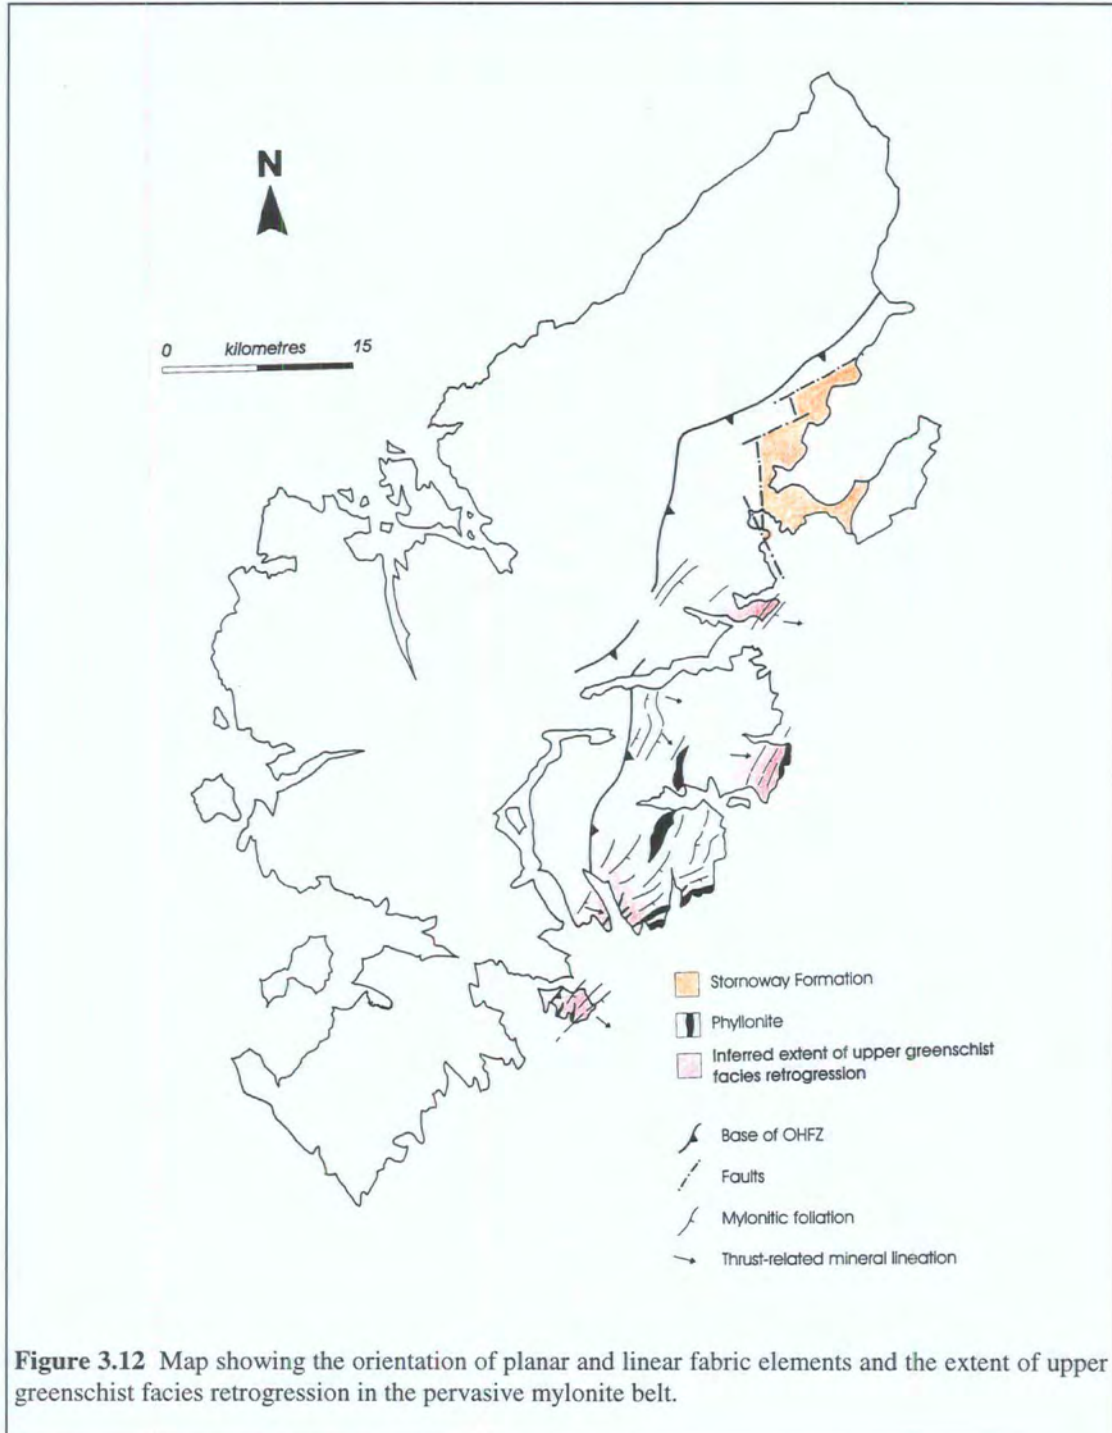 N
0 kilometres 15
Stornoway Formation
Phyllonite
Inferred extent of upper greenschist
facies retrogression
Base of OHFZ
Faults
Mylonitic foliation
Thrust-related mineral lineation
Figure 3.12 Map showing the orientation of planar and linear fabric elements and the extent of upper
greenschist facies retrogression in the pervasive mylonite belt.